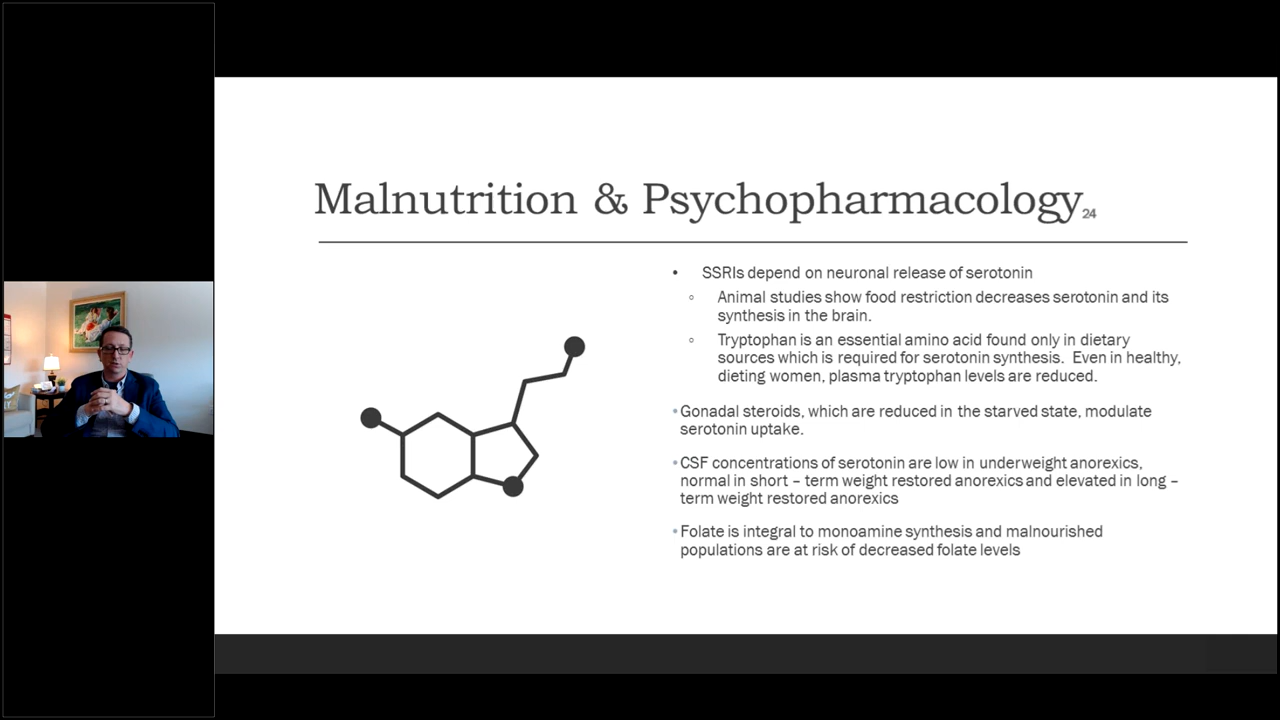 Malnutrition & Psychopharmacology24
• SSRIs depend on neuronal release of serotonin
◦ Animal studies show food restriction decreases serotonin and its
synthesis in the brain.
◦ Tryptophan is an essential amino acid found only in dietary
sources which is required for serotonin synthesis.  Even in healthy,
dieting women, plasma tryptophan levels are reduced.
•Gonadal steroids, which are reduced in the starved state, modulate
serotonin uptake.
•CSF concentrations of serotonin are low in underweight anorexics,
normal in short – term weight restored anorexics and elevated in long –
term weight restored anorexics
•Folate is integral to monoamine synthesis and malnourished
populations are at risk of decreased folate levels